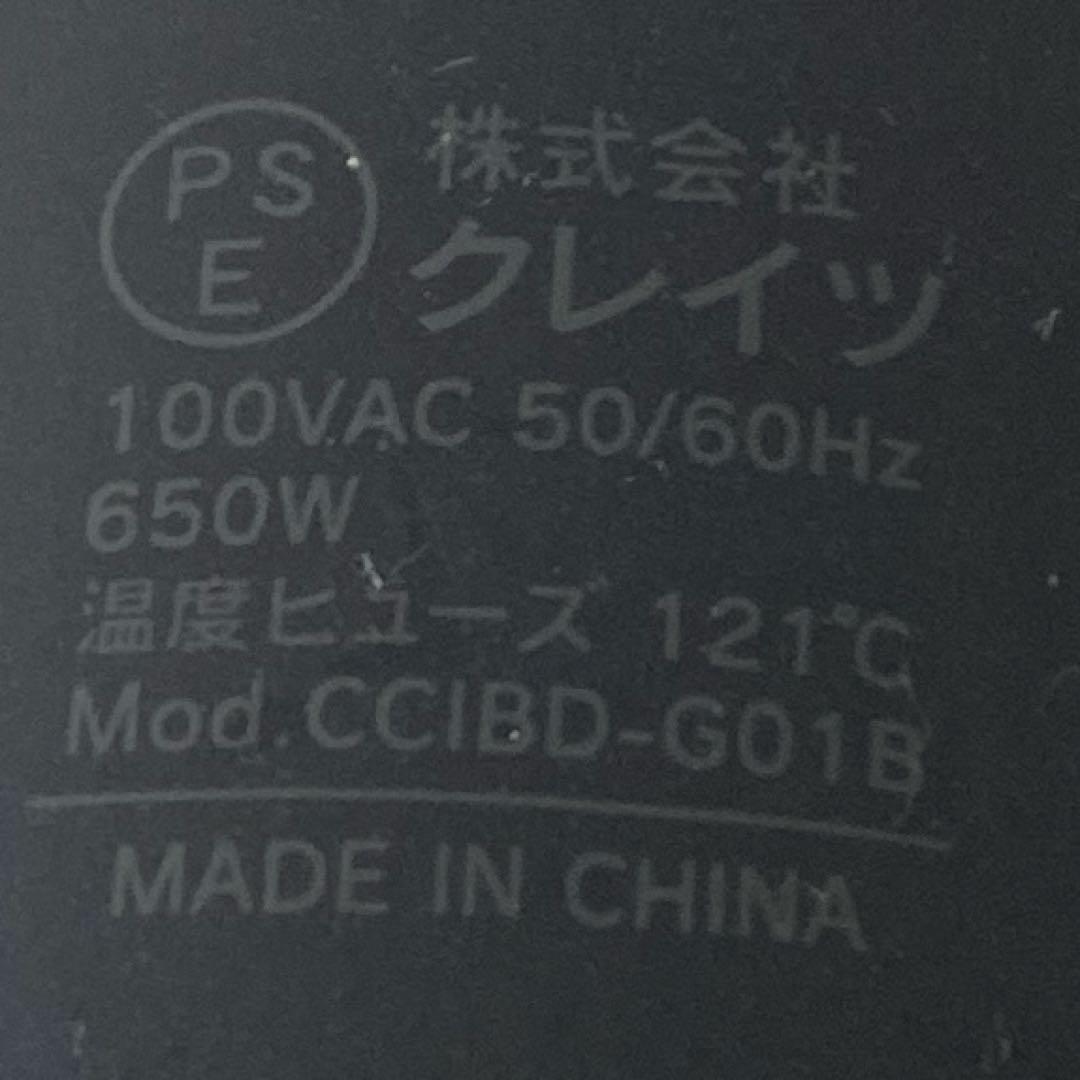 PS
E
株式会社
クレイツ
100VAC 50/60Hz
650W
温度ヒューズ 121℃
Mod.CCIBD-G01B
MADE IN CHINA